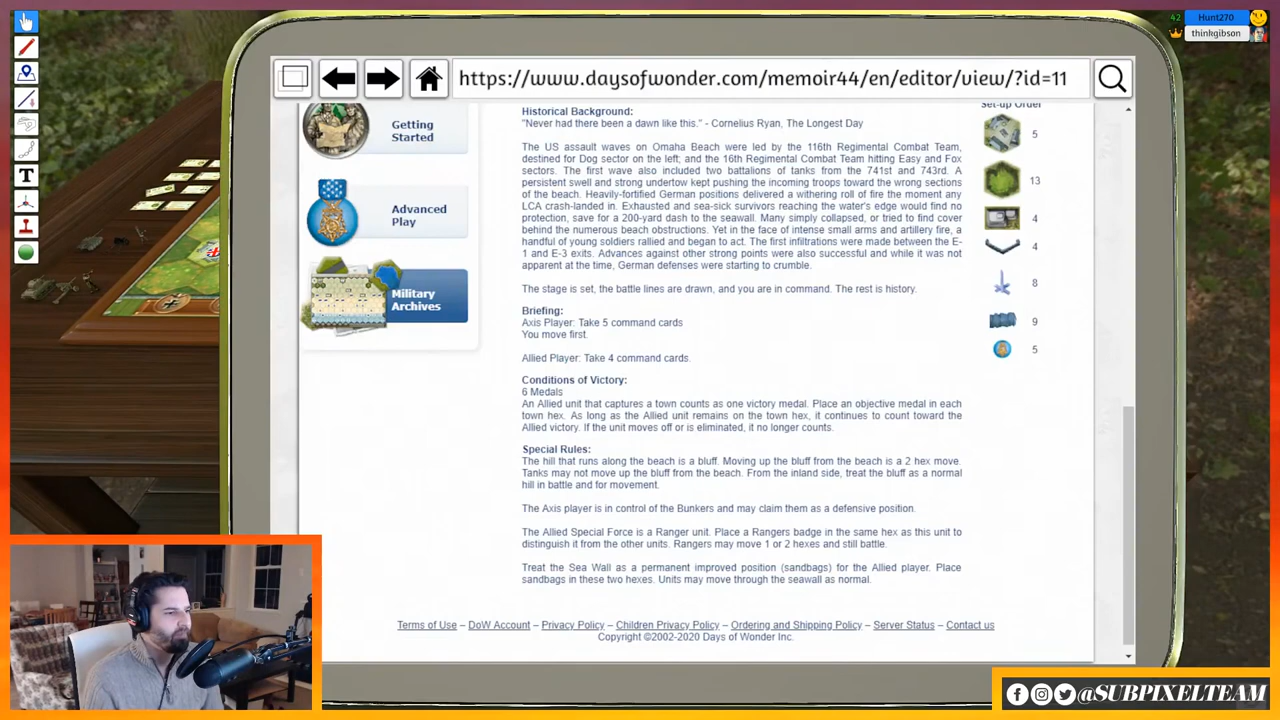 42 Hunt270
thinkgibson
https://www.daysofwonder.com/memoir44/en/editor/view/?id=11
T
Getting
Started
Advanced
Play
Military
Archives
Historical Background:
"Never had there been a dawn like this." - Cornelius Ryan, The Longest Day
The US assault waves on Omaha Beach were led by the 116th Regimental Combat Team,
destined for Dog sector on the left; and the 16th Regimental Combat Team hitting Easy and Fox
sectors. The first wave also included two battalions of tanks from the 741st and 743rd. A
persistent swell and strong undertow kept pushing the incoming troops toward the wrong sections
of the beach. Heavily-fortified German positions delivered a withering roll of fire the moment any
LCA crash-landed in. Exhausted and sea-sick survivors reaching the water's edge would find no
protection, save for a 200-yard dash to the seawall. Many simply collapsed, or tried to find cover
behind the numerous beach obstructions. Yet in the face of intense small arms and artillery fire, a
handful of young soldiers rallied and began to act. The first infiltrations were made between the E-
1 and E-3 exits. Advances against other strong points were also successful and while it was not
apparent at the time, German defenses were starting to crumble.
The stage is set, the battle lines are drawn, and you are in command. The rest is history.
Briefing:
Axis Player: Take 5 command cards
You move first.
Allied Player: Take 4 command cards.
Conditions of Victory:
6 Medals
An Allied unit that captures a town counts as one victory medal. Place an objective medal in each
town hex. As long as the Allied unit remains on the town hex, it continues to count toward the
Allied victory. If the unit moves off or is eliminated, it no longer counts.
Special Rules:
The hill that runs along the beach is a bluff. Moving up the bluff from the beach is a 2 hex move.
Tanks may not move up the bluff from the beach. From the inland side, treat the bluff as a normal
hill in battle and for movement.
The Axis player is in control of the Bunkers and may claim them as a defensive position.
The Allied Special Force is a Ranger unit. Place a Rangers badge in the same hex as this unit to
distinguish it from the other units. Rangers may move 1 or 2 hexes and still battle.
Treat the Sea Wall as a permanent improved position (sandbags) for the Allied player. Place
sandbags in these two hexes. Units may move through the seawall as normal.
Set-up Order
5
13
4
4
8
9
5
Terms of Use – DoW Account – Privacy Policy – Children Privacy Policy – Ordering and Shipping Policy – Server Status – Contact us
Copyright ©2002-2020 Days of Wonder Inc.
@SUBPIXELTEAM